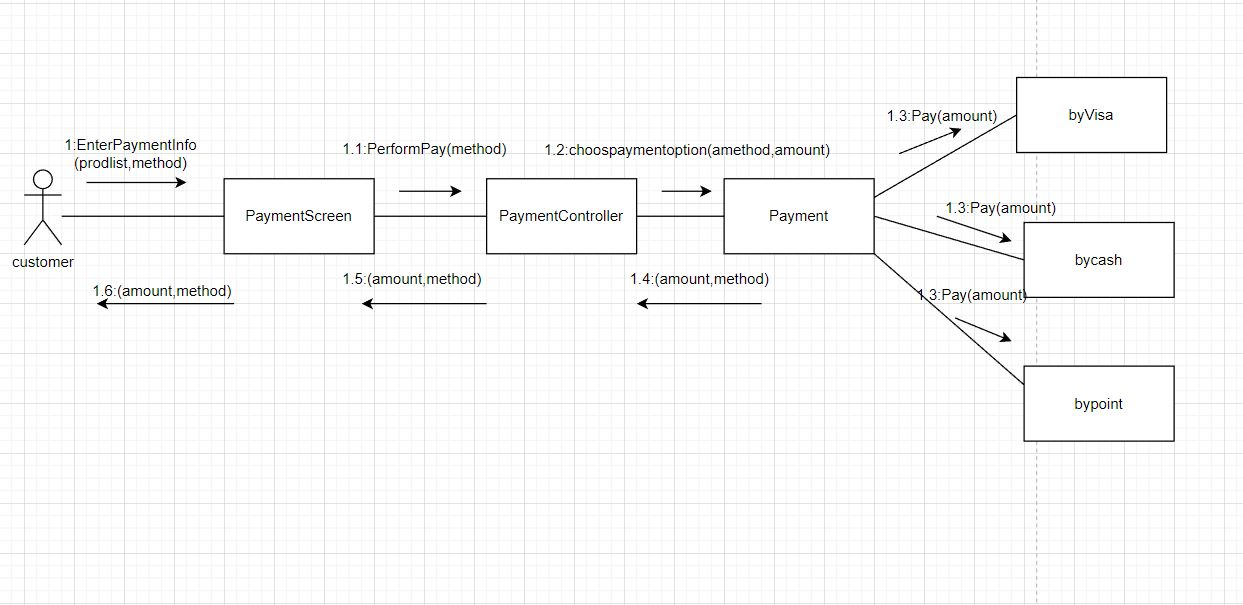 1:EnterPaymentInfo
(prodlist,method)
1.1:PerformPay(method)
1.2:choospaymentoption(amethod,amount)
1.3:Pay(amount)
byVisa
customer
PaymentScreen
PaymentController
Payment
1.3:Pay(amount)
bycash
1.6:(amount,method)
1.5:(amount,method)
1.4:(amount,method)
1.3:Pay(amount)
bypoint